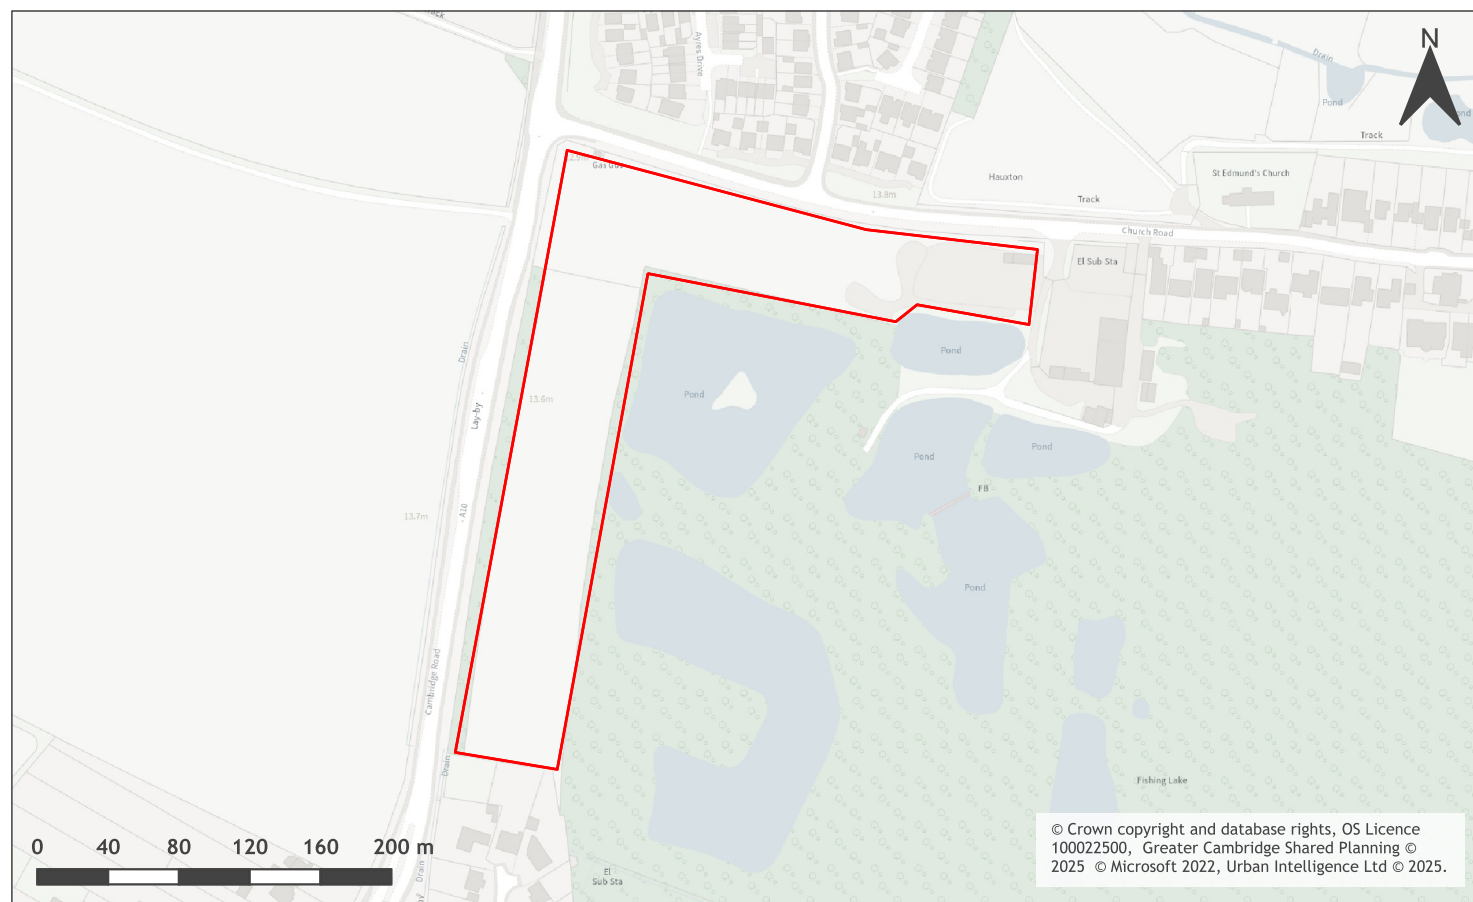 Track
Ayres Drive
N
Drain
Pond
Track
St Edmund's Church
Hauxton
Track
13.8m
Church Road
El Sub Sta
Drain
Pond
Pond
Lay-by
13.6m
Pond
Pond
FB
A10
13.7m
Pond
Cambridge Road
Drain
Fishing Lake
0 40 80 120 160 200 m
El
Sub Sta
Drain
© Crown copyright and database rights, OS Licence
100022500, Greater Cambridge Shared Planning ©
2025 © Microsoft 2022, Urban Intelligence Ltd © 2025.